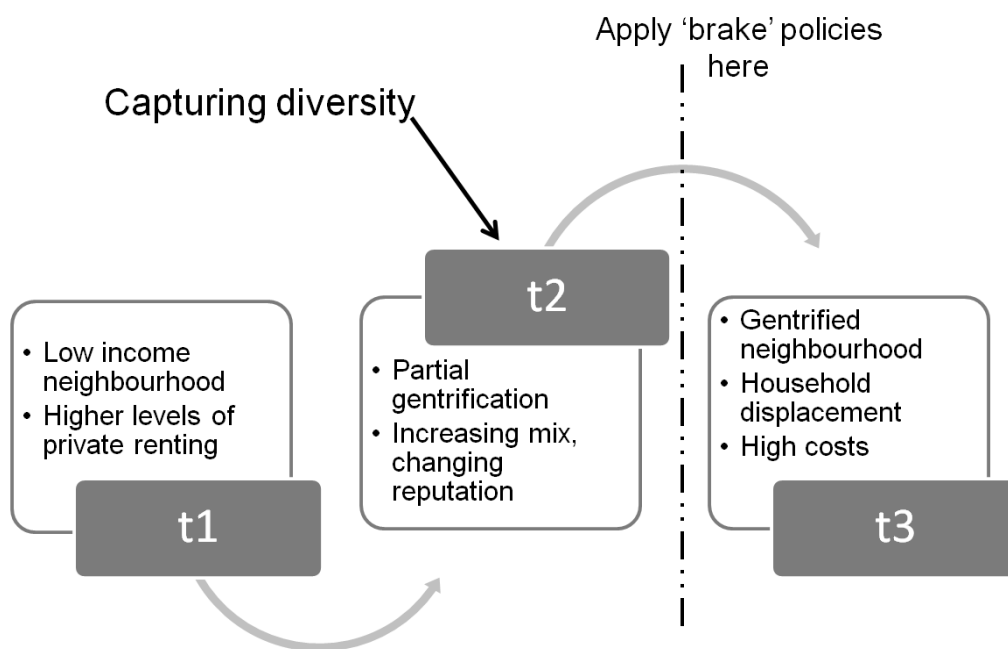 Apply ‘brake’ policies
here
Capturing diversity
t1
• Low income
neighbourhood
• Higher levels of
private renting
t2
• Partial
gentrification
• Increasing mix,
changing
reputation
t3
• Gentrified
neighbourhood
• Household
displacement
• High costs